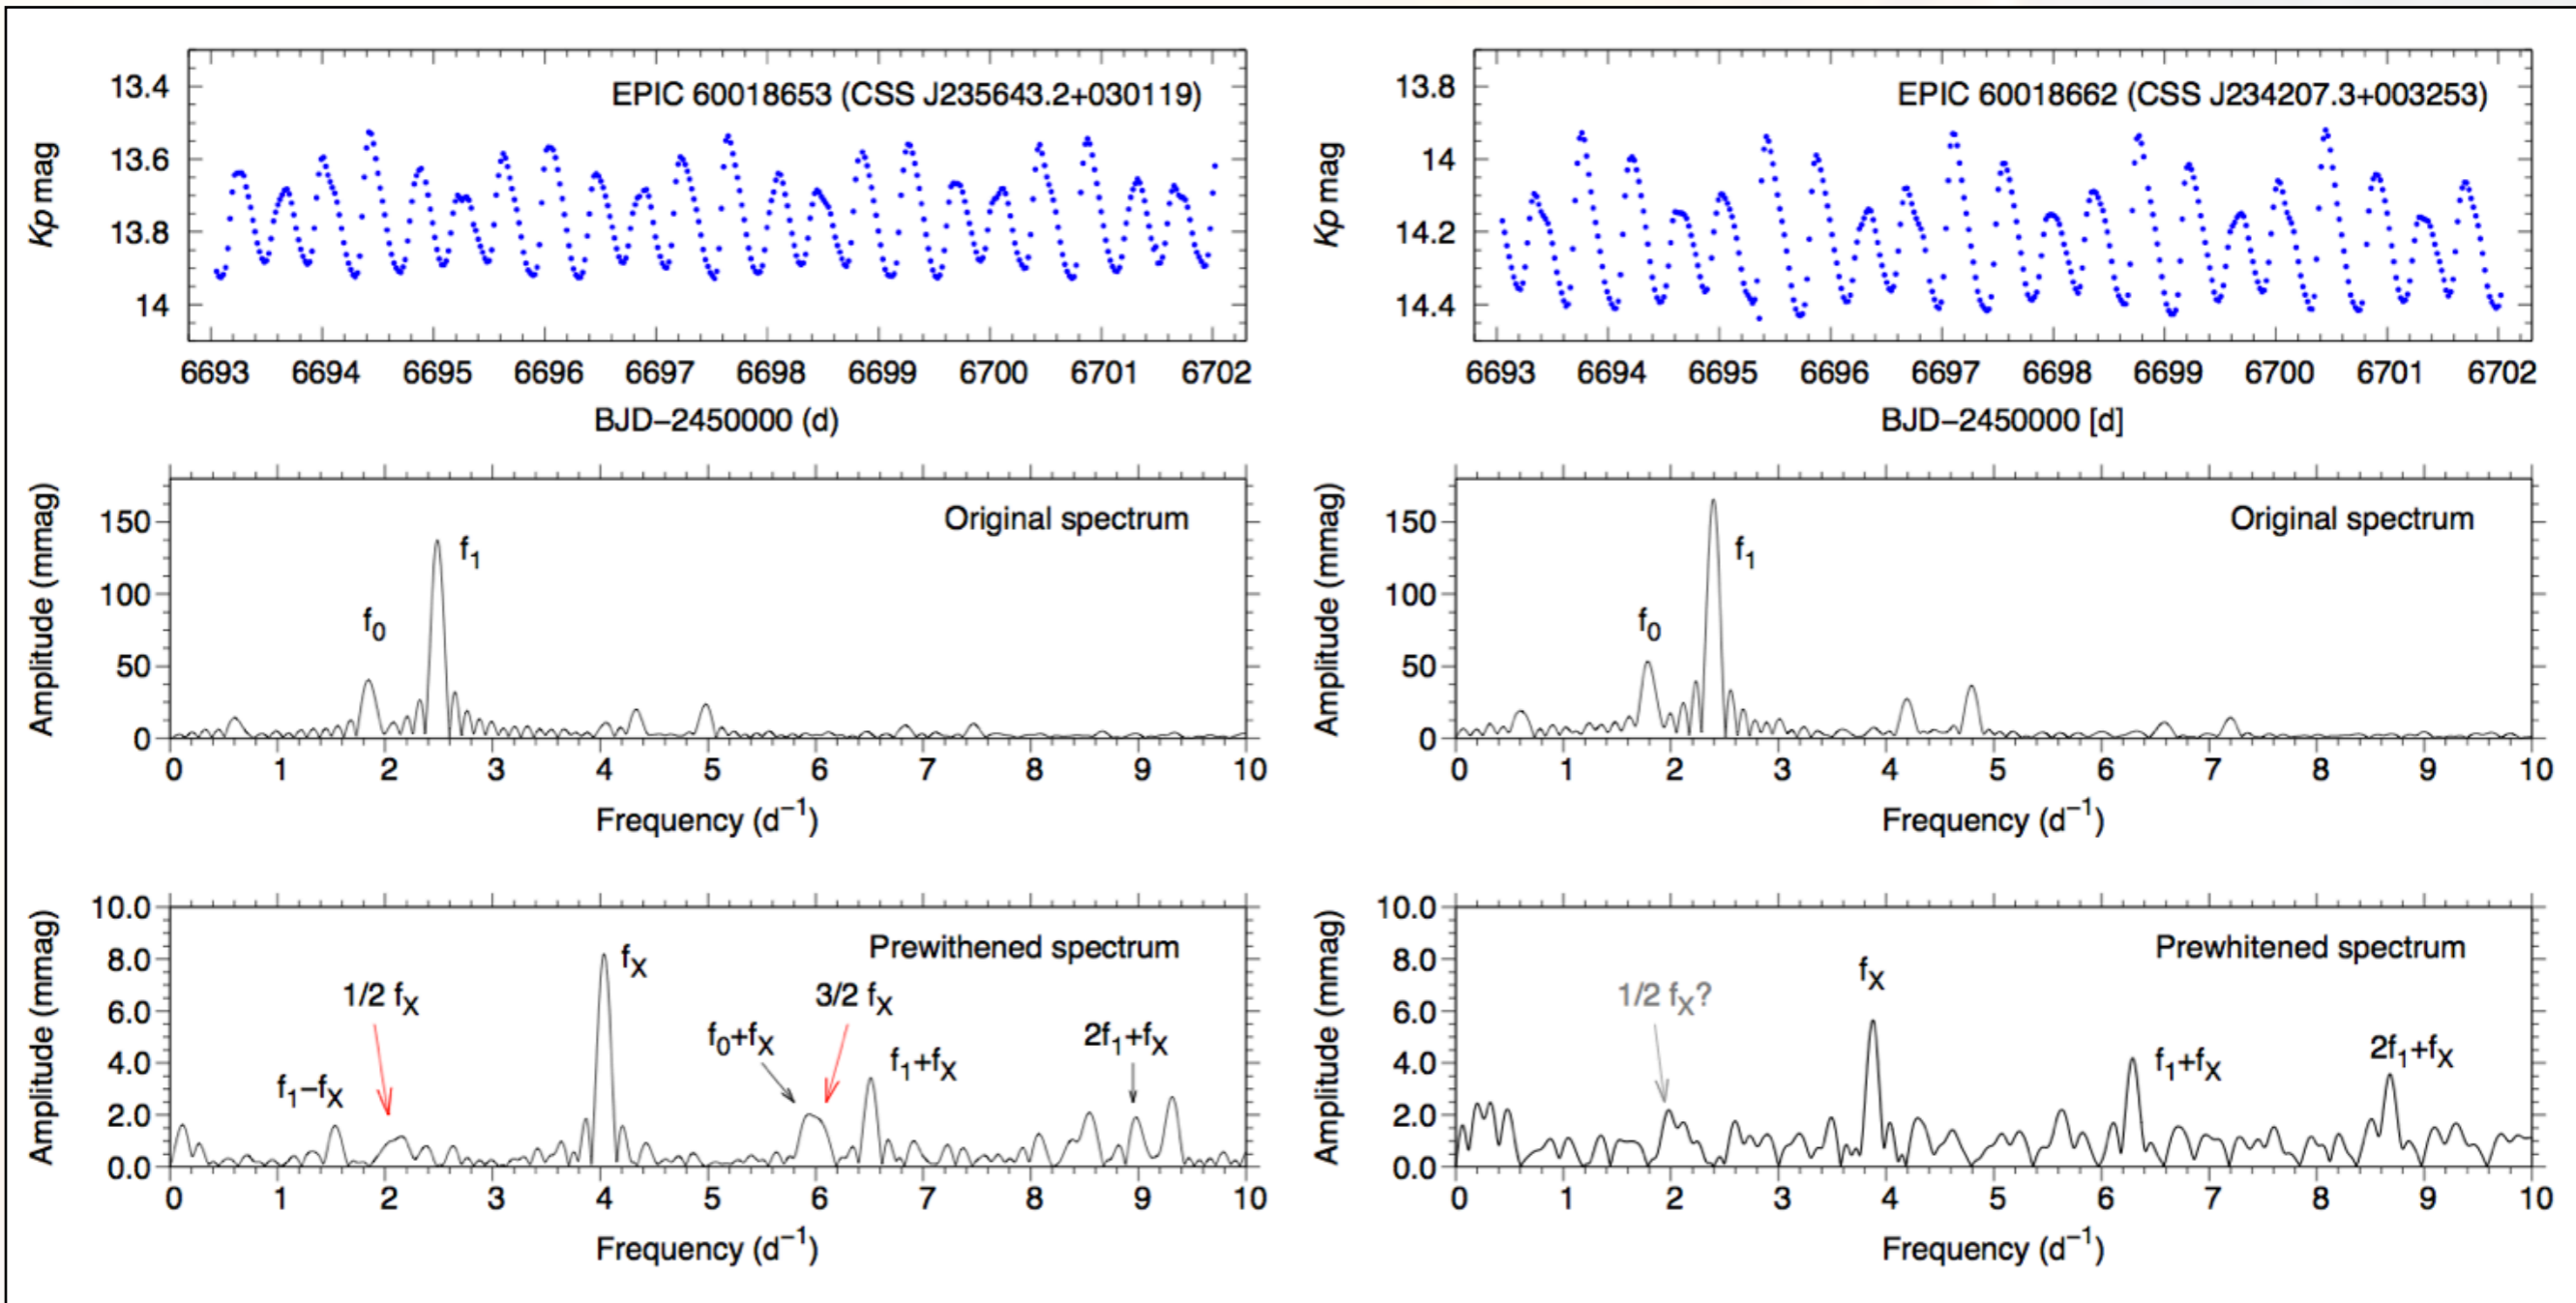 EPIC 60018653 (CSS J235643.2+030119)
Kp mag
13.4
13.6
13.8
14
6693 6694 6695 6696 6697 6698 6699 6700 6701 6702
BJD−2450000 (d)
EPIC 60018662 (CSS J234207.3+003253)
Kp mag
13.8
14
14.2
14.4
6693 6694 6695 6696 6697 6698 6699 6700 6701 6702
BJD−2450000 [d]
Original spectrum
Amplitude (mmag)
150
100
50
0
f1
f0
0 1 2 3 4 5 6 7 8 9 10
Frequency (d−1)
Original spectrum
Amplitude (mmag)
150
100
50
0
f1
f0
0 1 2 3 4 5 6 7 8 9 10
Frequency (d−1)
Prewithened spectrum
Amplitude (mmag)
10.0
8.0
6.0
4.0
2.0
0.0
fX
1/2 fX
3/2 fX
f0+fX
2f1+fX
f1+fX
f1−fX
0 1 2 3 4 5 6 7 8 9 10
Frequency (d−1)
Prewhitened spectrum
Amplitude (mmag)
10.0
8.0
6.0
4.0
2.0
0.0
fX
1/2 fX?
f1+fX
2f1+fX
0 1 2 3 4 5 6 7 8 9 10
Frequency (d−1)